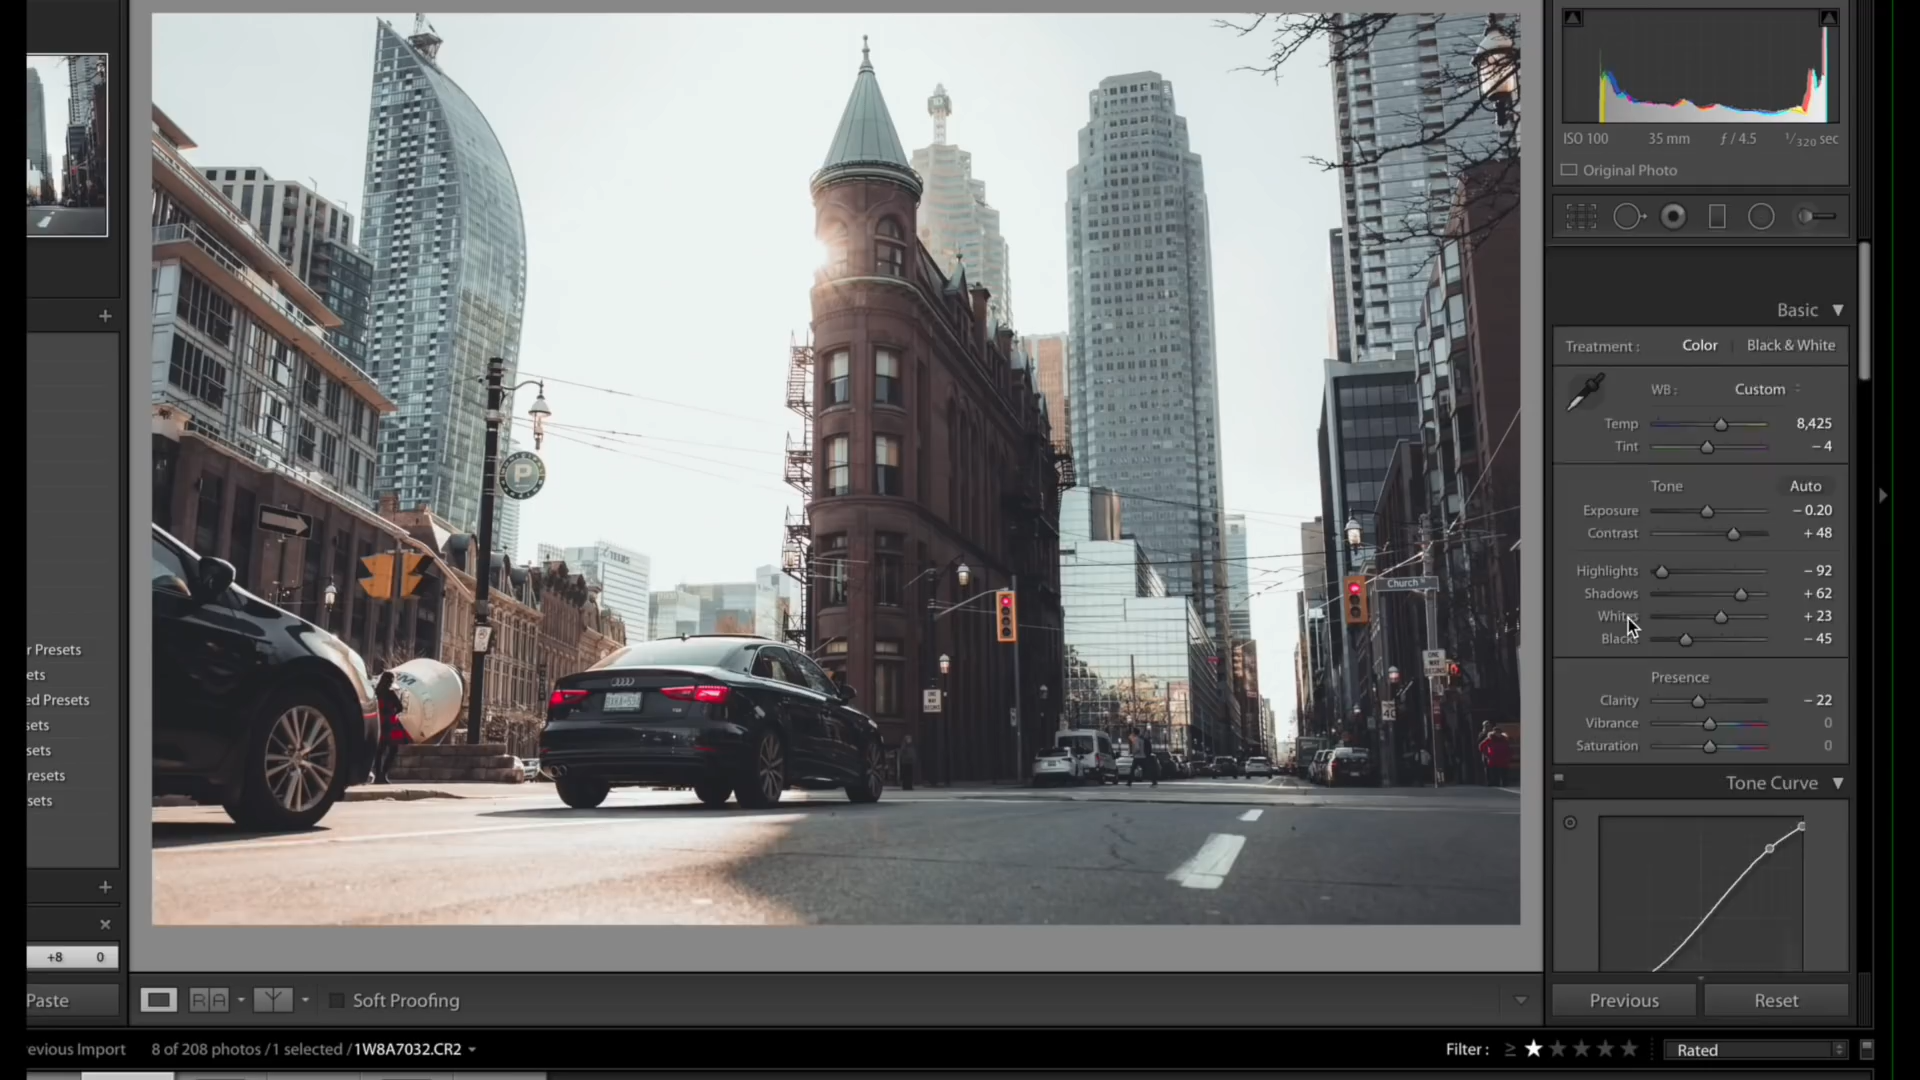 ISO 100 35 mm ƒ / 4.5 1/320 sec
Original Photo
Basic
Treatment : Color Black & White
WB : Custom
Temp 8,425
Tint – 4
Tone Auto
Exposure – 0.20
Contrast + 48
Highlights – 92
Shadows + 62
Whites + 23
Blacks – 45
Presence
Clarity – 22
Vibrance 0
Saturation 0
Tone Curve
Previous Reset
P
Church
ONE WAY
40
r Presets
ets
ed Presets
sets
sets
resets
sets
+8 0
Paste
R A Y Soft Proofing
evious Import 8 of 208 photos / 1 selected / 1W8A7032.CR2
Filter : ≥ Rated